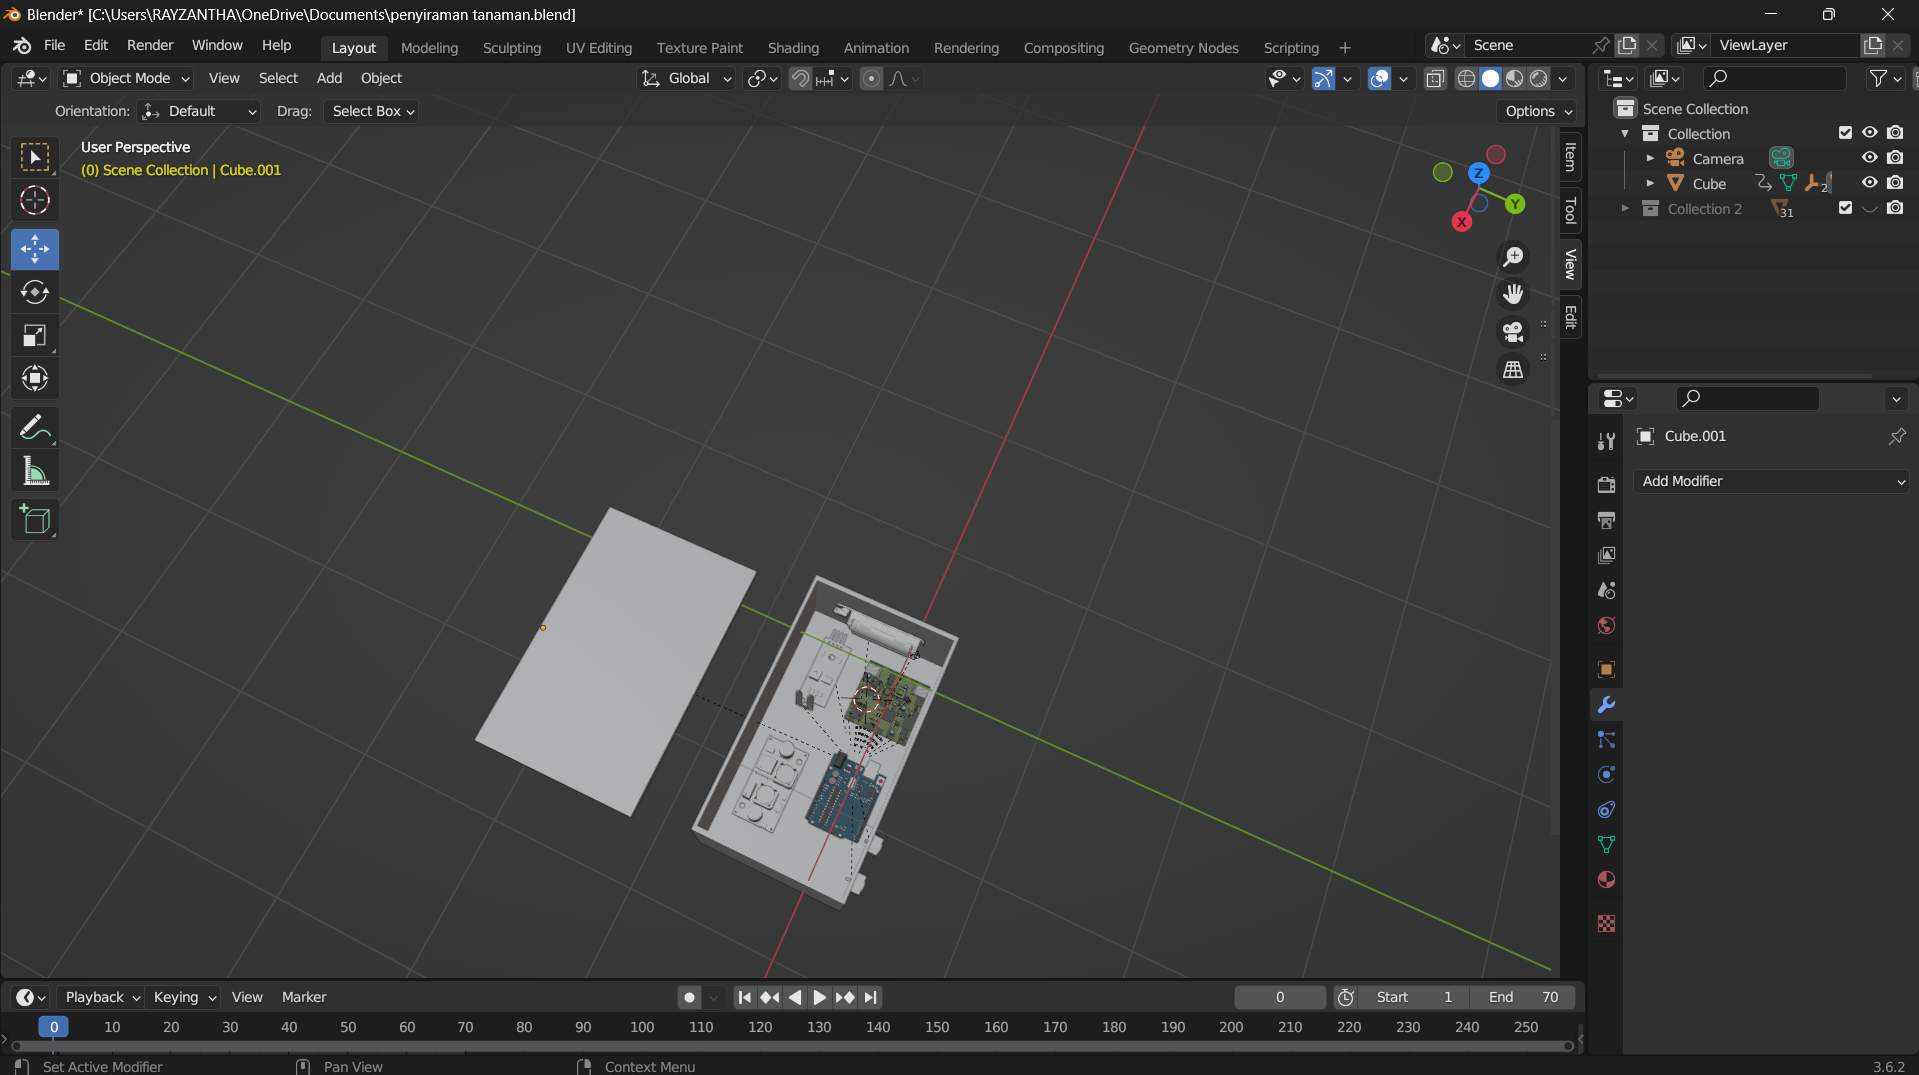 Blender* [C:\Users\RAYZANTHA\OneDrive\Documents\penyiraman tanaman.blend]
File Edit Render Window Help Layout Modeling Sculpting UV Editing Texture Paint Shading Animation Rendering Compositing Geometry Nodes Scripting + Scene ViewLayer
Object Mode View Select Add Object Global
Orientation: Default Drag: Select Box Options
User Perspective
(0) Scene Collection | Cube.001
Z
Y
X
Item
Tool
View
Edit
Scene Collection
Collection
Camera
Cube 2
Collection 2 31
Cube.001
Add Modifier
Playback Keying View Marker 0 Start 1 End 70
0 10 20 30 40 50 60 70 80 90 100 110 120 130 140 150 160 170 180 190 200 210 220 230 240 250
Set Active Modifier Pan View Context Menu 3.6.2